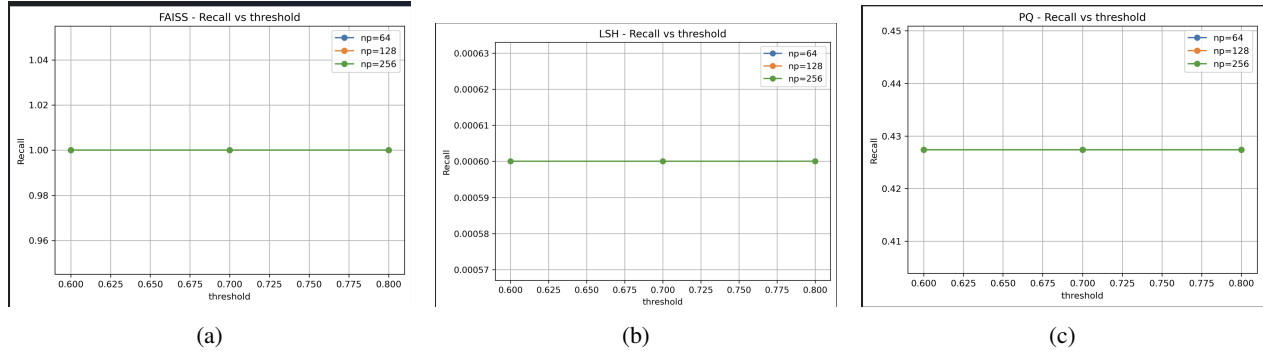 FAISS - Recall vs threshold
np=64
np=128
np=256
1.04
1.02
1.00
0.98
0.96
Recall
0.600 0.625 0.650 0.675 0.700 0.725 0.750 0.775 0.800
threshold
(a)
LSH - Recall vs threshold
np=64
np=128
np=256
0.00063
0.00062
0.00061
0.00060
0.00059
0.00058
0.00057
Recall
0.600 0.625 0.650 0.675 0.700 0.725 0.750 0.775 0.800
threshold
(b)
PQ - Recall vs threshold
np=64
np=128
np=256
0.45
0.44
0.43
0.42
0.41
Recall
0.600 0.625 0.650 0.675 0.700 0.725 0.750 0.775 0.800
threshold
(c)